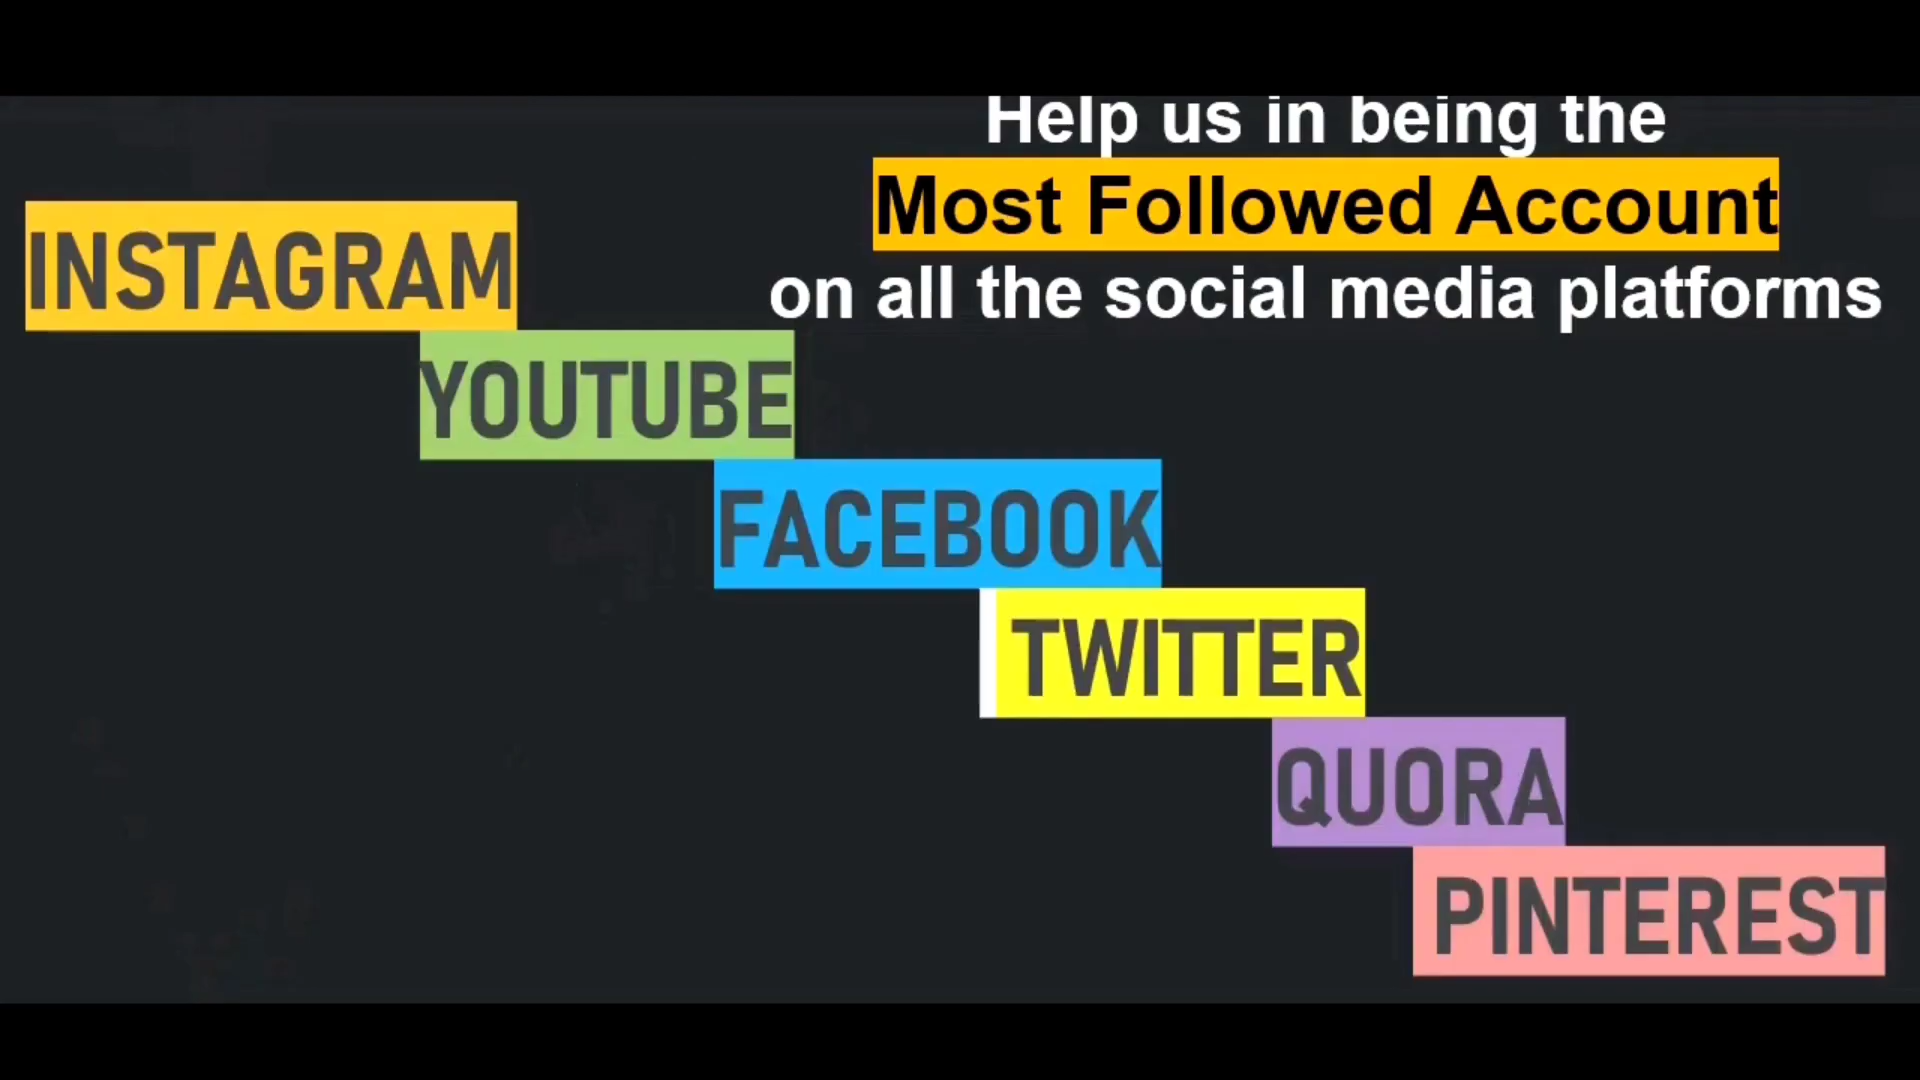 Help us in being the
Most Followed Account
on all the social media platforms
INSTAGRAM
YOUTUBE
FACEBOOK
TWITTER
QUORA
PINTEREST